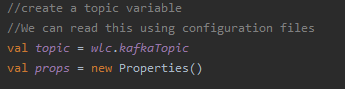 //create a topic variable
//We can read this using configuration files
val topic = wlc.kafkaTopic
val props = new Properties()